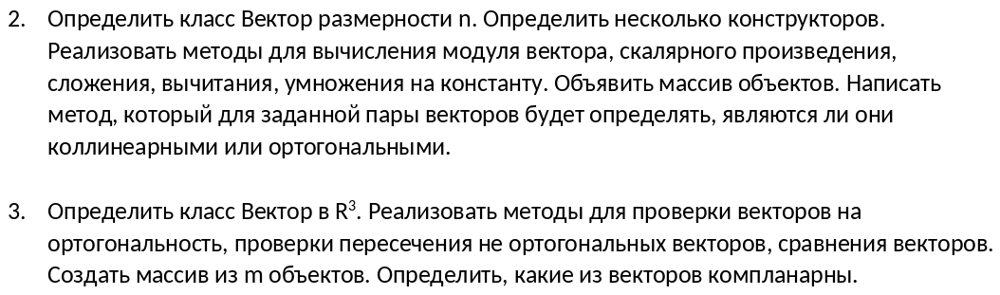 2. Определить класс Вектор размерности n. Определить несколько конструкторов.
Реализовать методы для вычисления модуля вектора, скалярного произведения,
сложения, вычитания, умножения на константу. Объявить массив объектов. Написать
метод, который для заданной пары векторов будет определять, являются ли они
коллинеарными или ортогональными.
3. Определить класс Вектор в R³. Реализовать методы для проверки векторов на
ортогональность, проверки пересечения не ортогональных векторов, сравнения векторов.
Создать массив из m объектов. Определить, какие из векторов компланарны.